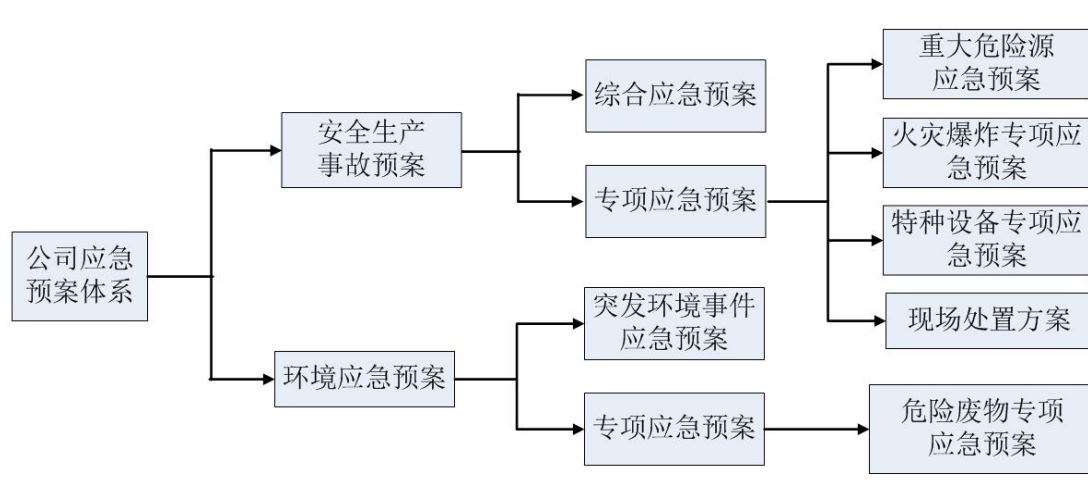 公司应急
预案体系
安全生产
事故预案
环境应急预案
综合应急预案
专项应急预案
突发环境事件
应急预案
专项应急预案
重大危险源
应急预案
火灾爆炸专项应
急预案
特种设备专项应
急预案
现场处置方案
危险废物专项
应急预案